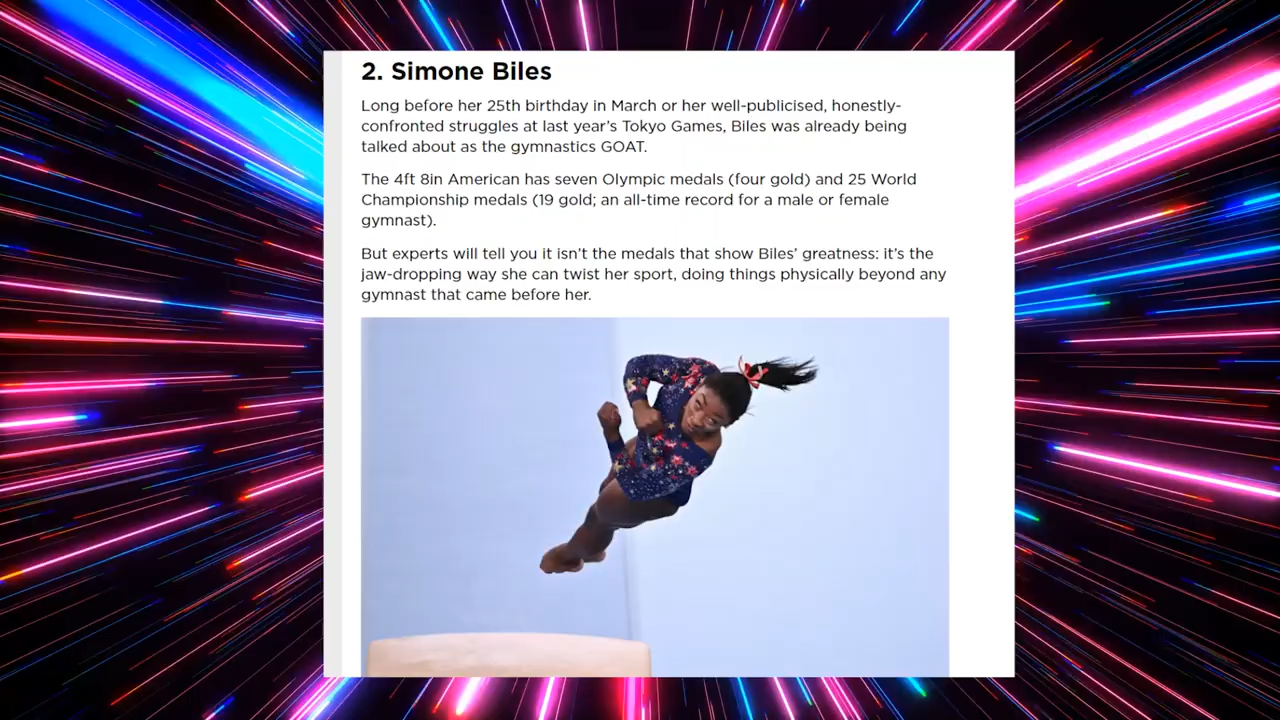 2. Simone Biles
Long before her 25th birthday in March or her well-publicised, honestly-
confronted struggles at last year's Tokyo Games, Biles was already being
talked about as the gymnastics GOAT.
The 4ft 8in American has seven Olympic medals (four gold) and 25 World
Championship medals (19 gold; an all-time record for a male or female
gymnast).
But experts will tell you it isn't the medals that show Biles' greatness: it's the
jaw-dropping way she can twist her sport, doing things physically beyond any
gymnast that came before her.